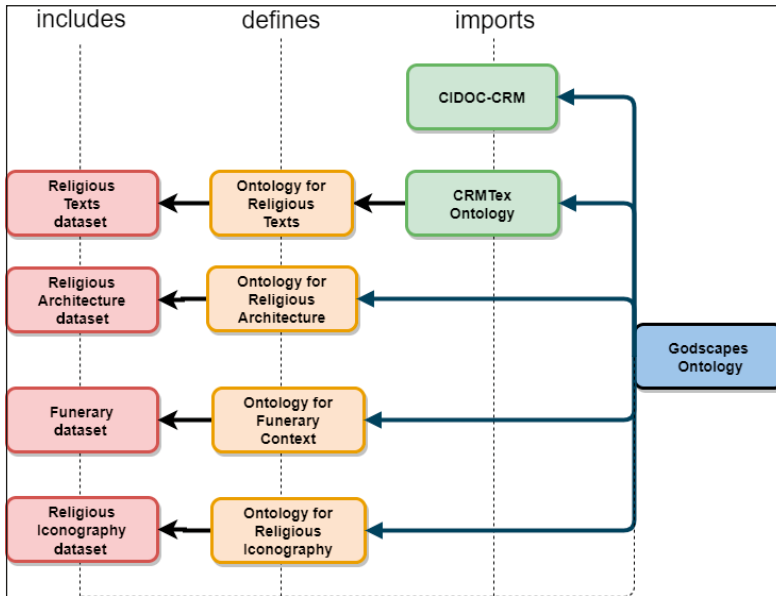 includes
defines
imports
CIDOC-CRM
Religious
Texts
dataset
Ontology for
Religious
Texts
CRMTex
Ontology
Religious
Architecture
dataset
Ontology for
Religious
Architecture
Godscapes
Ontology
Funerary
dataset
Ontology for
Funerary
Context
Religious
Iconography
dataset
Ontology for
Religious
Iconography